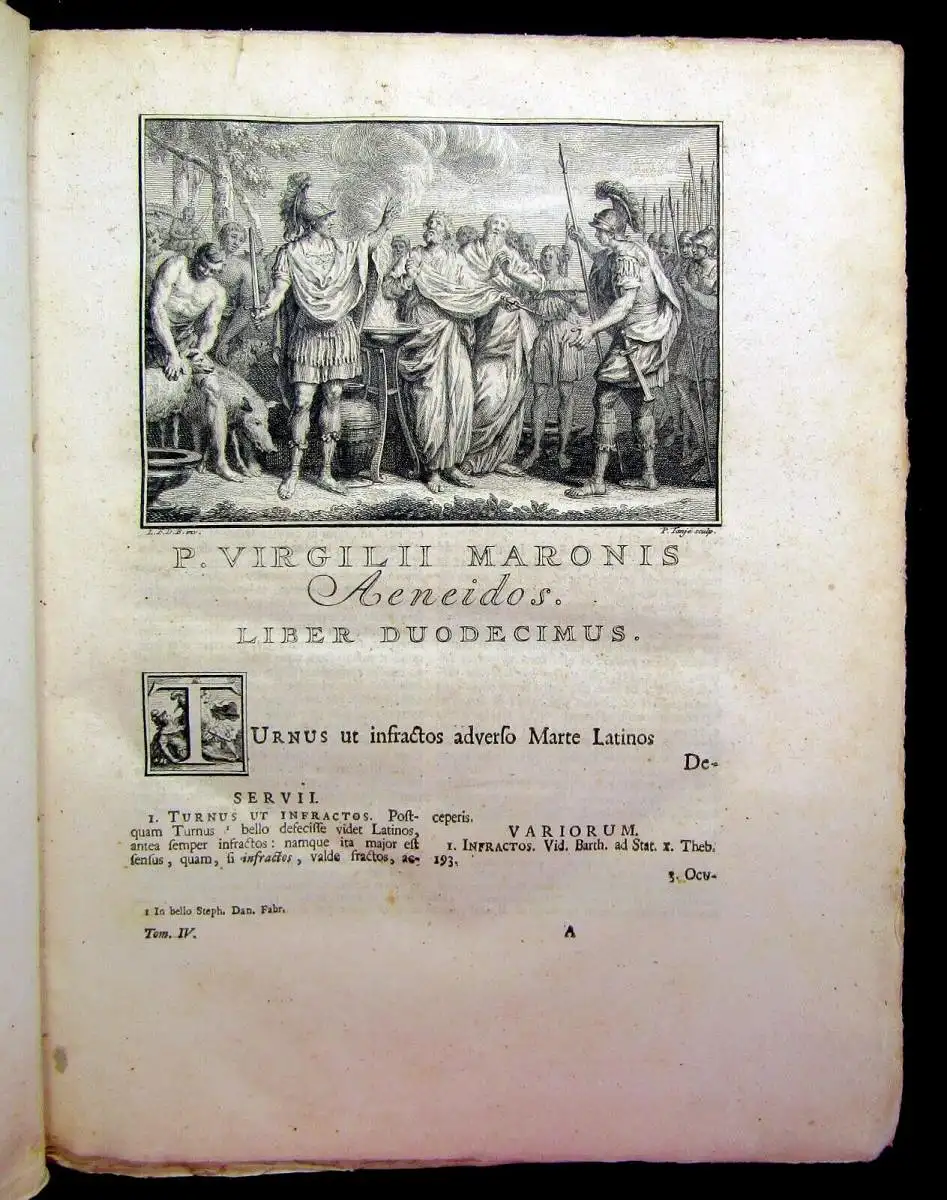 L. F. D. B. inv.
P. Tanjé sculp.
P. VIRGILII MARONIS
Aeneidos.
LIBER DUODECIMUS.
TURNUS ut infractos adverſo Marte Latinos
De-
SERVII.
1. TURNUS UT INFRACTOS. Poſt-
quam Turnus ¹ bello defeciſſe videt Latinos,
antea ſemper infractos: namque ita major eſt
ſenſus, quam, ſi infractos, valde fractos, ac-
ceperis.
VARIORUM.
1. INFRACTOS. Vid. Barth. ad Stat. X. Theb.
193.
3. Ocu-
1 In bello Steph. Dan. Fabr.
Tom. IV.
A